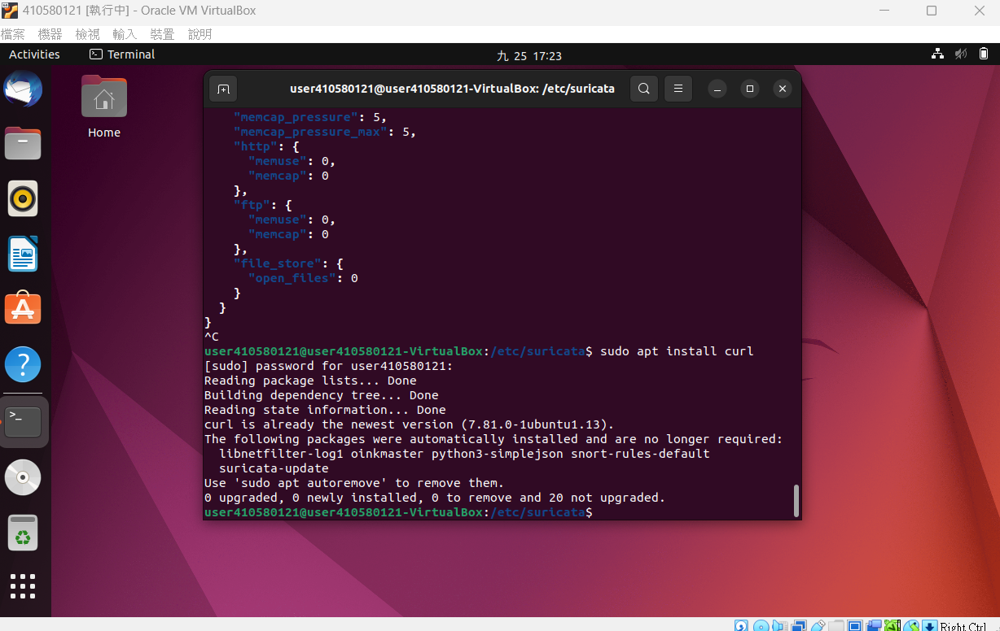 410580121 [執行中] - Oracle VM VirtualBox
檔案 機器 檢視 輸入 裝置 說明
Activities Terminal 九 25 17:23
Home
user410580121@user410580121-VirtualBox: /etc/suricata
"memcap_pressure": 5,
"memcap_pressure_max": 5,
"http": {
"memuse": 0,
"memcap": 0
},
"ftp": {
"memuse": 0,
"memcap": 0
},
"file_store": {
"open_files": 0
}
}
}
^C
user410580121@user410580121-VirtualBox:/etc/suricata$ sudo apt install curl
[sudo] password for user410580121:
Reading package lists... Done
Building dependency tree... Done
Reading state information... Done
curl is already the newest version (7.81.0-1ubuntu1.13).
The following packages were automatically installed and are no longer required:
libnetfilter-log1 oinkmaster python3-simplejson snort-rules-default
suricata-update
Use 'sudo apt autoremove' to remove them.
0 upgraded, 0 newly installed, 0 to remove and 20 not upgraded.
user410580121@user410580121-VirtualBox:/etc/suricata$
Right Ctrl